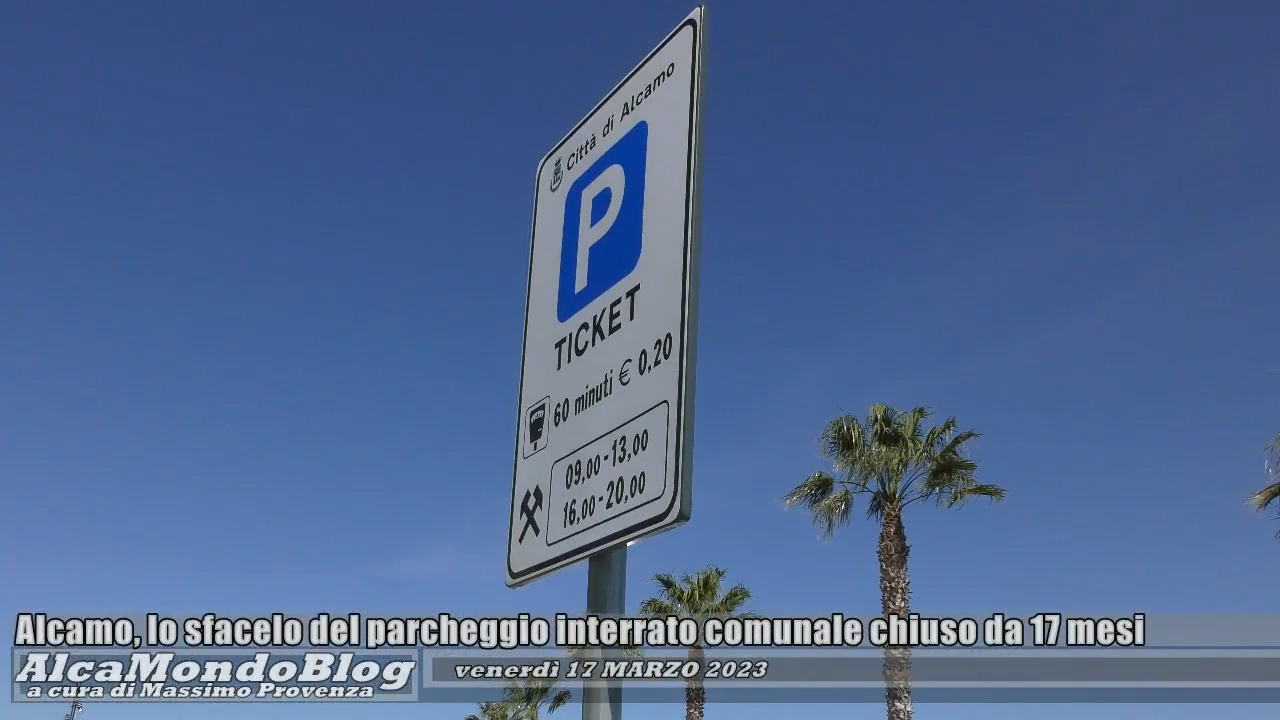 Città di Alcamo
P
TICKET
60 minuti € 0,20
09,00-13,00
16,00-20,00
Alcamo, lo sfacelo del parcheggio interrato comunale chiuso da 17 mesi
AlcaMondoBlog
venerdì 17 MARZO 2023
a cura di Massimo Provenza